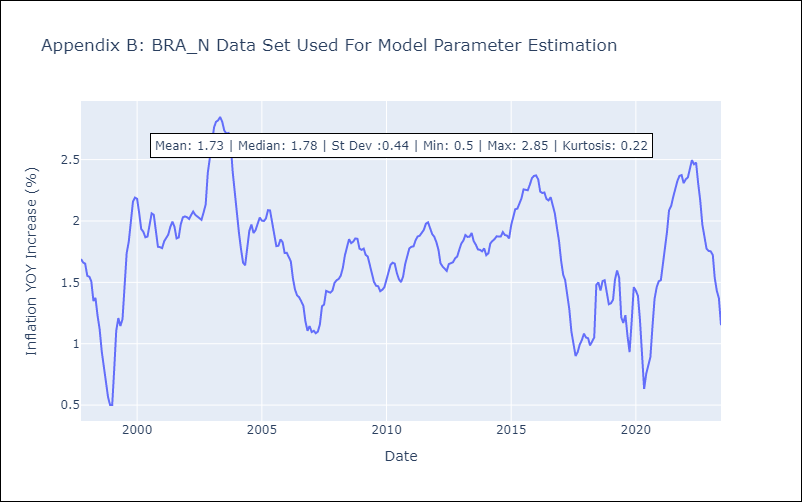 Appendix B: BRA_N Data Set Used For Model Parameter Estimation
Mean: 1.73 | Median: 1.78 | St Dev :0.44 | Min: 0.5 | Max: 2.85 | Kurtosis: 0.22
Inflation YOY Increase (%)
2.5
2
1.5
1
0.5
2000 2005 2010 2015 2020
Date